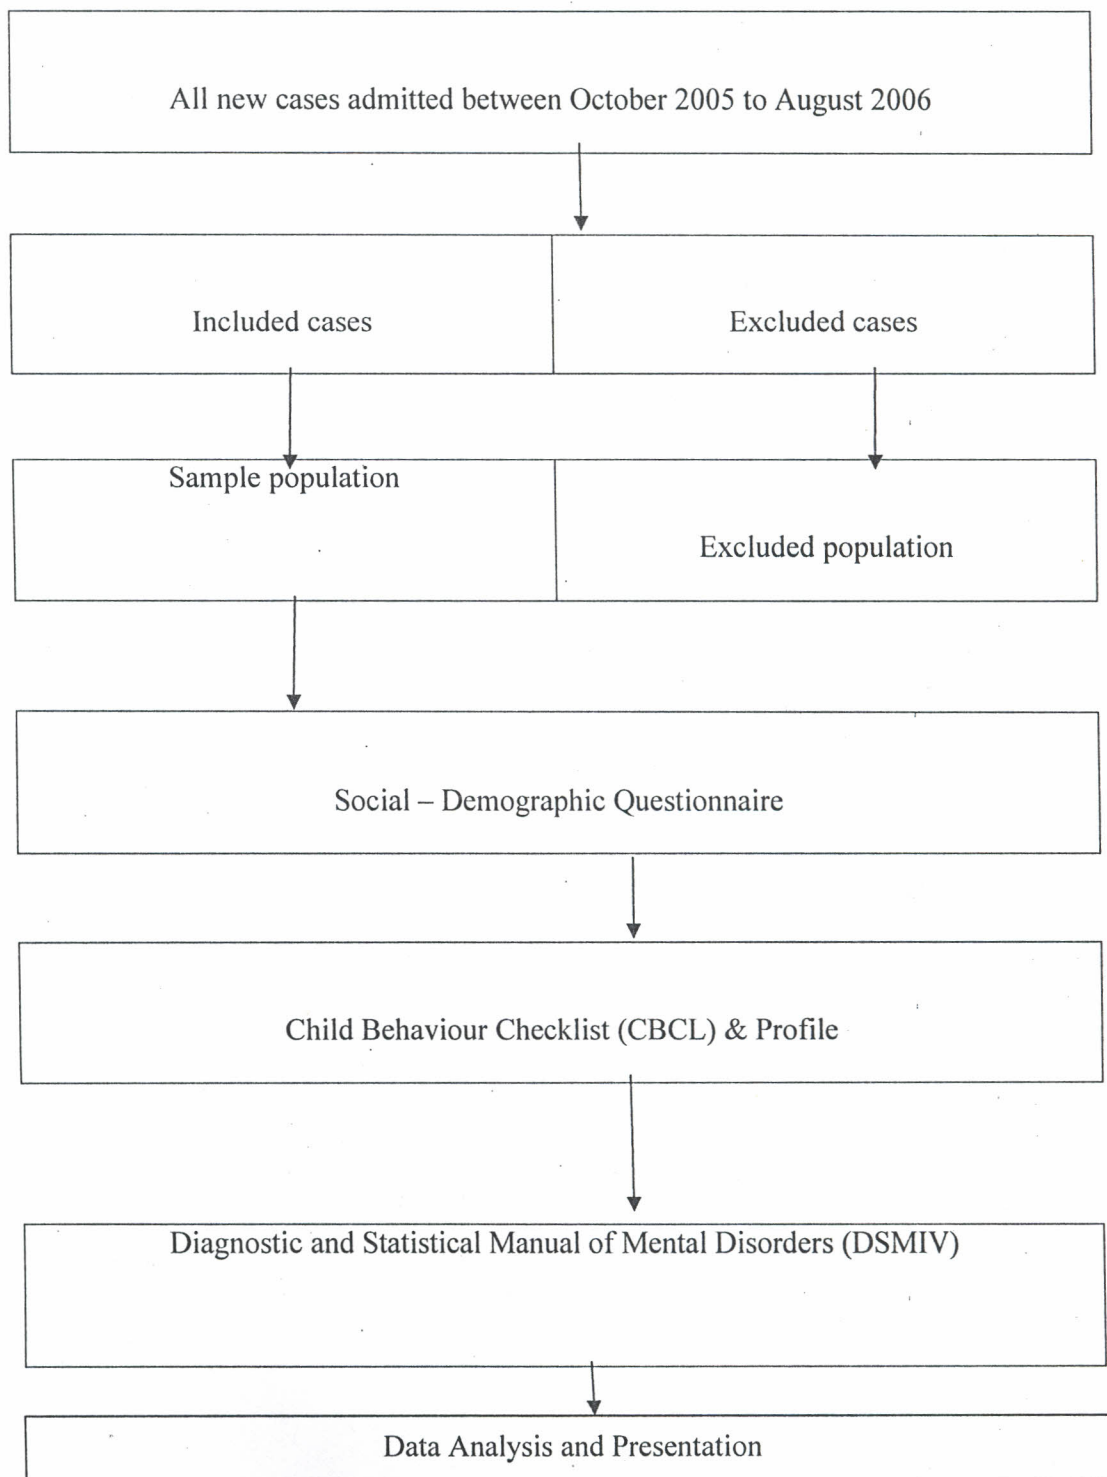 All new cases admitted between October 2005 to August 2006
Included cases
Excluded cases
Sample population
Excluded population
Social – Demographic Questionnaire
Child Behaviour Checklist (CBCL) & Profile
Diagnostic and Statistical Manual of Mental Disorders (DSMIV)
Data Analysis and Presentation